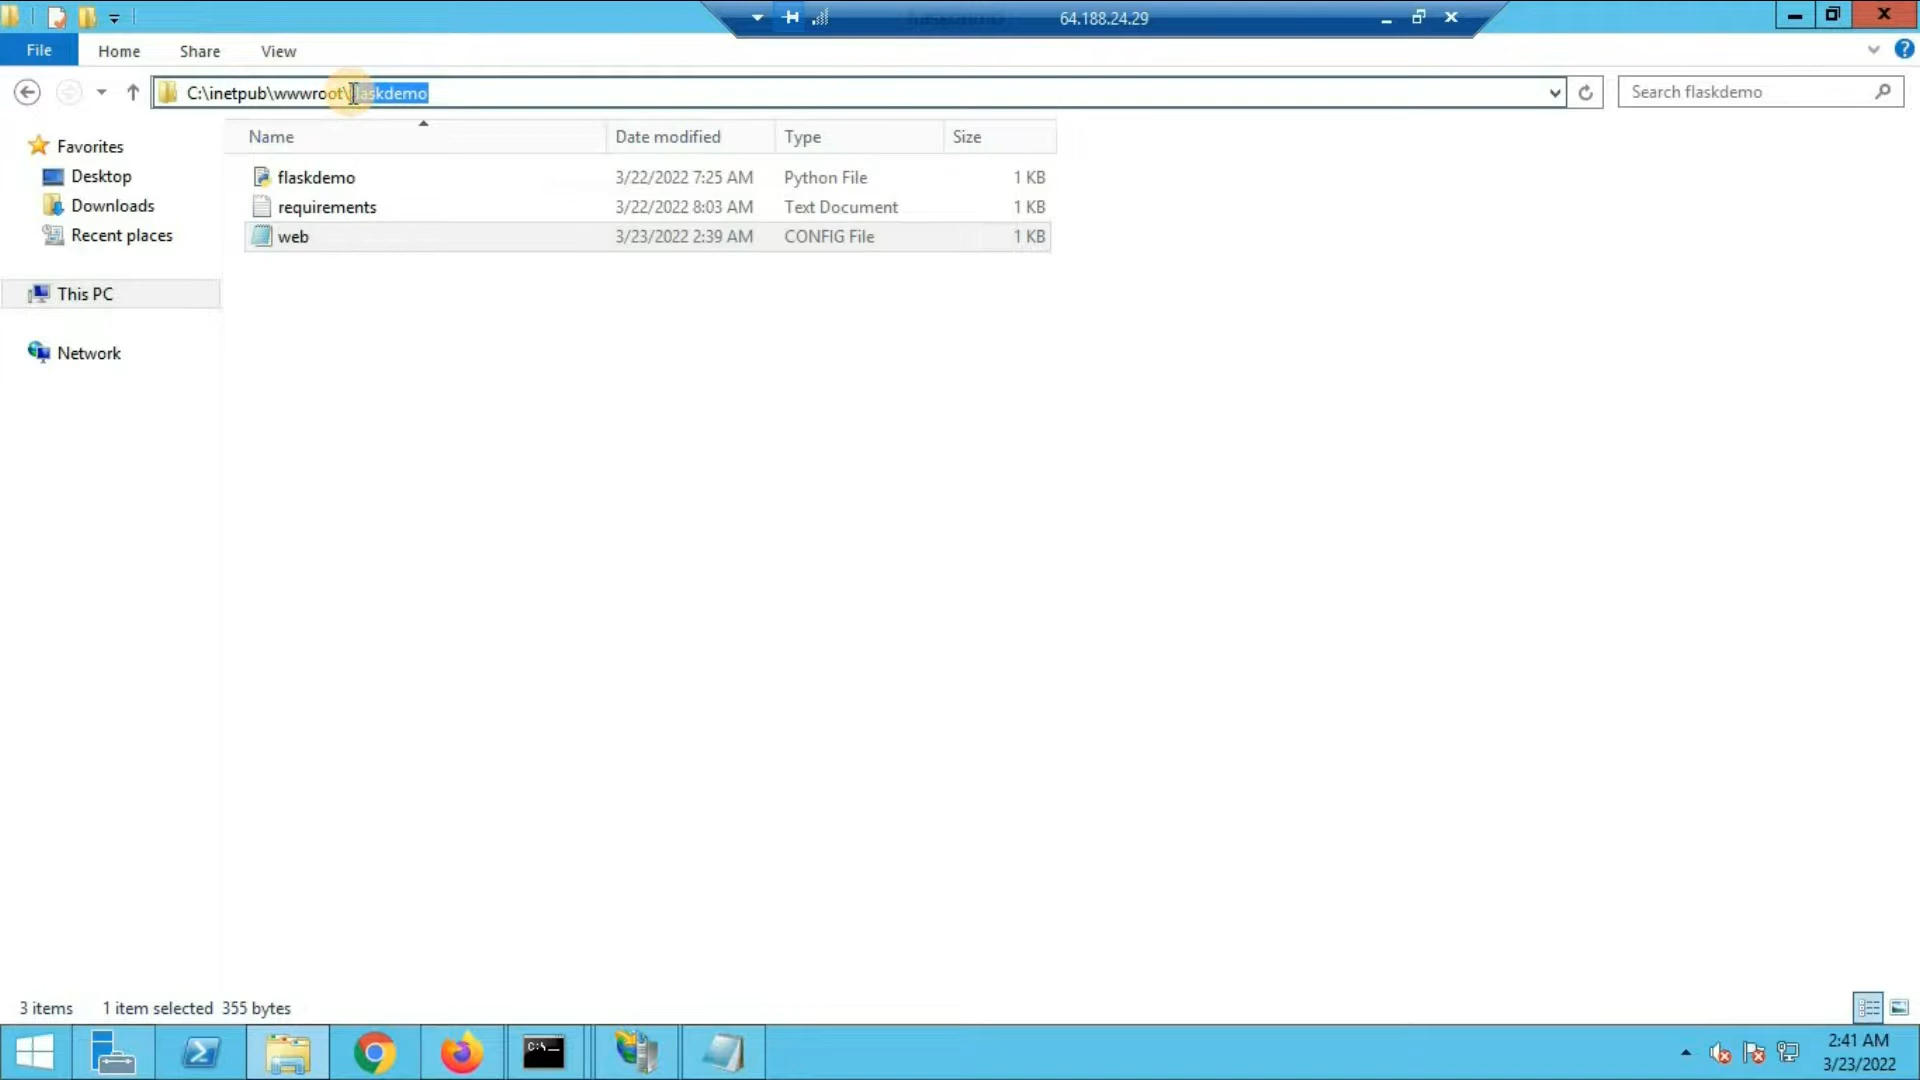 64.188.24.29
File Home Share View
C:\inetpub\wwwroot\flaskdemo
Search flaskdemo
Name Date modified Type Size
Favorites
Desktop
Downloads
Recent places
This PC
Network
flaskdemo 3/22/2022 7:25 AM Python File 1 KB
requirements 3/22/2022 8:03 AM Text Document 1 KB
web 3/23/2022 2:39 AM CONFIG File 1 KB
3 items 1 item selected 355 bytes
2:41 AM
3/23/2022